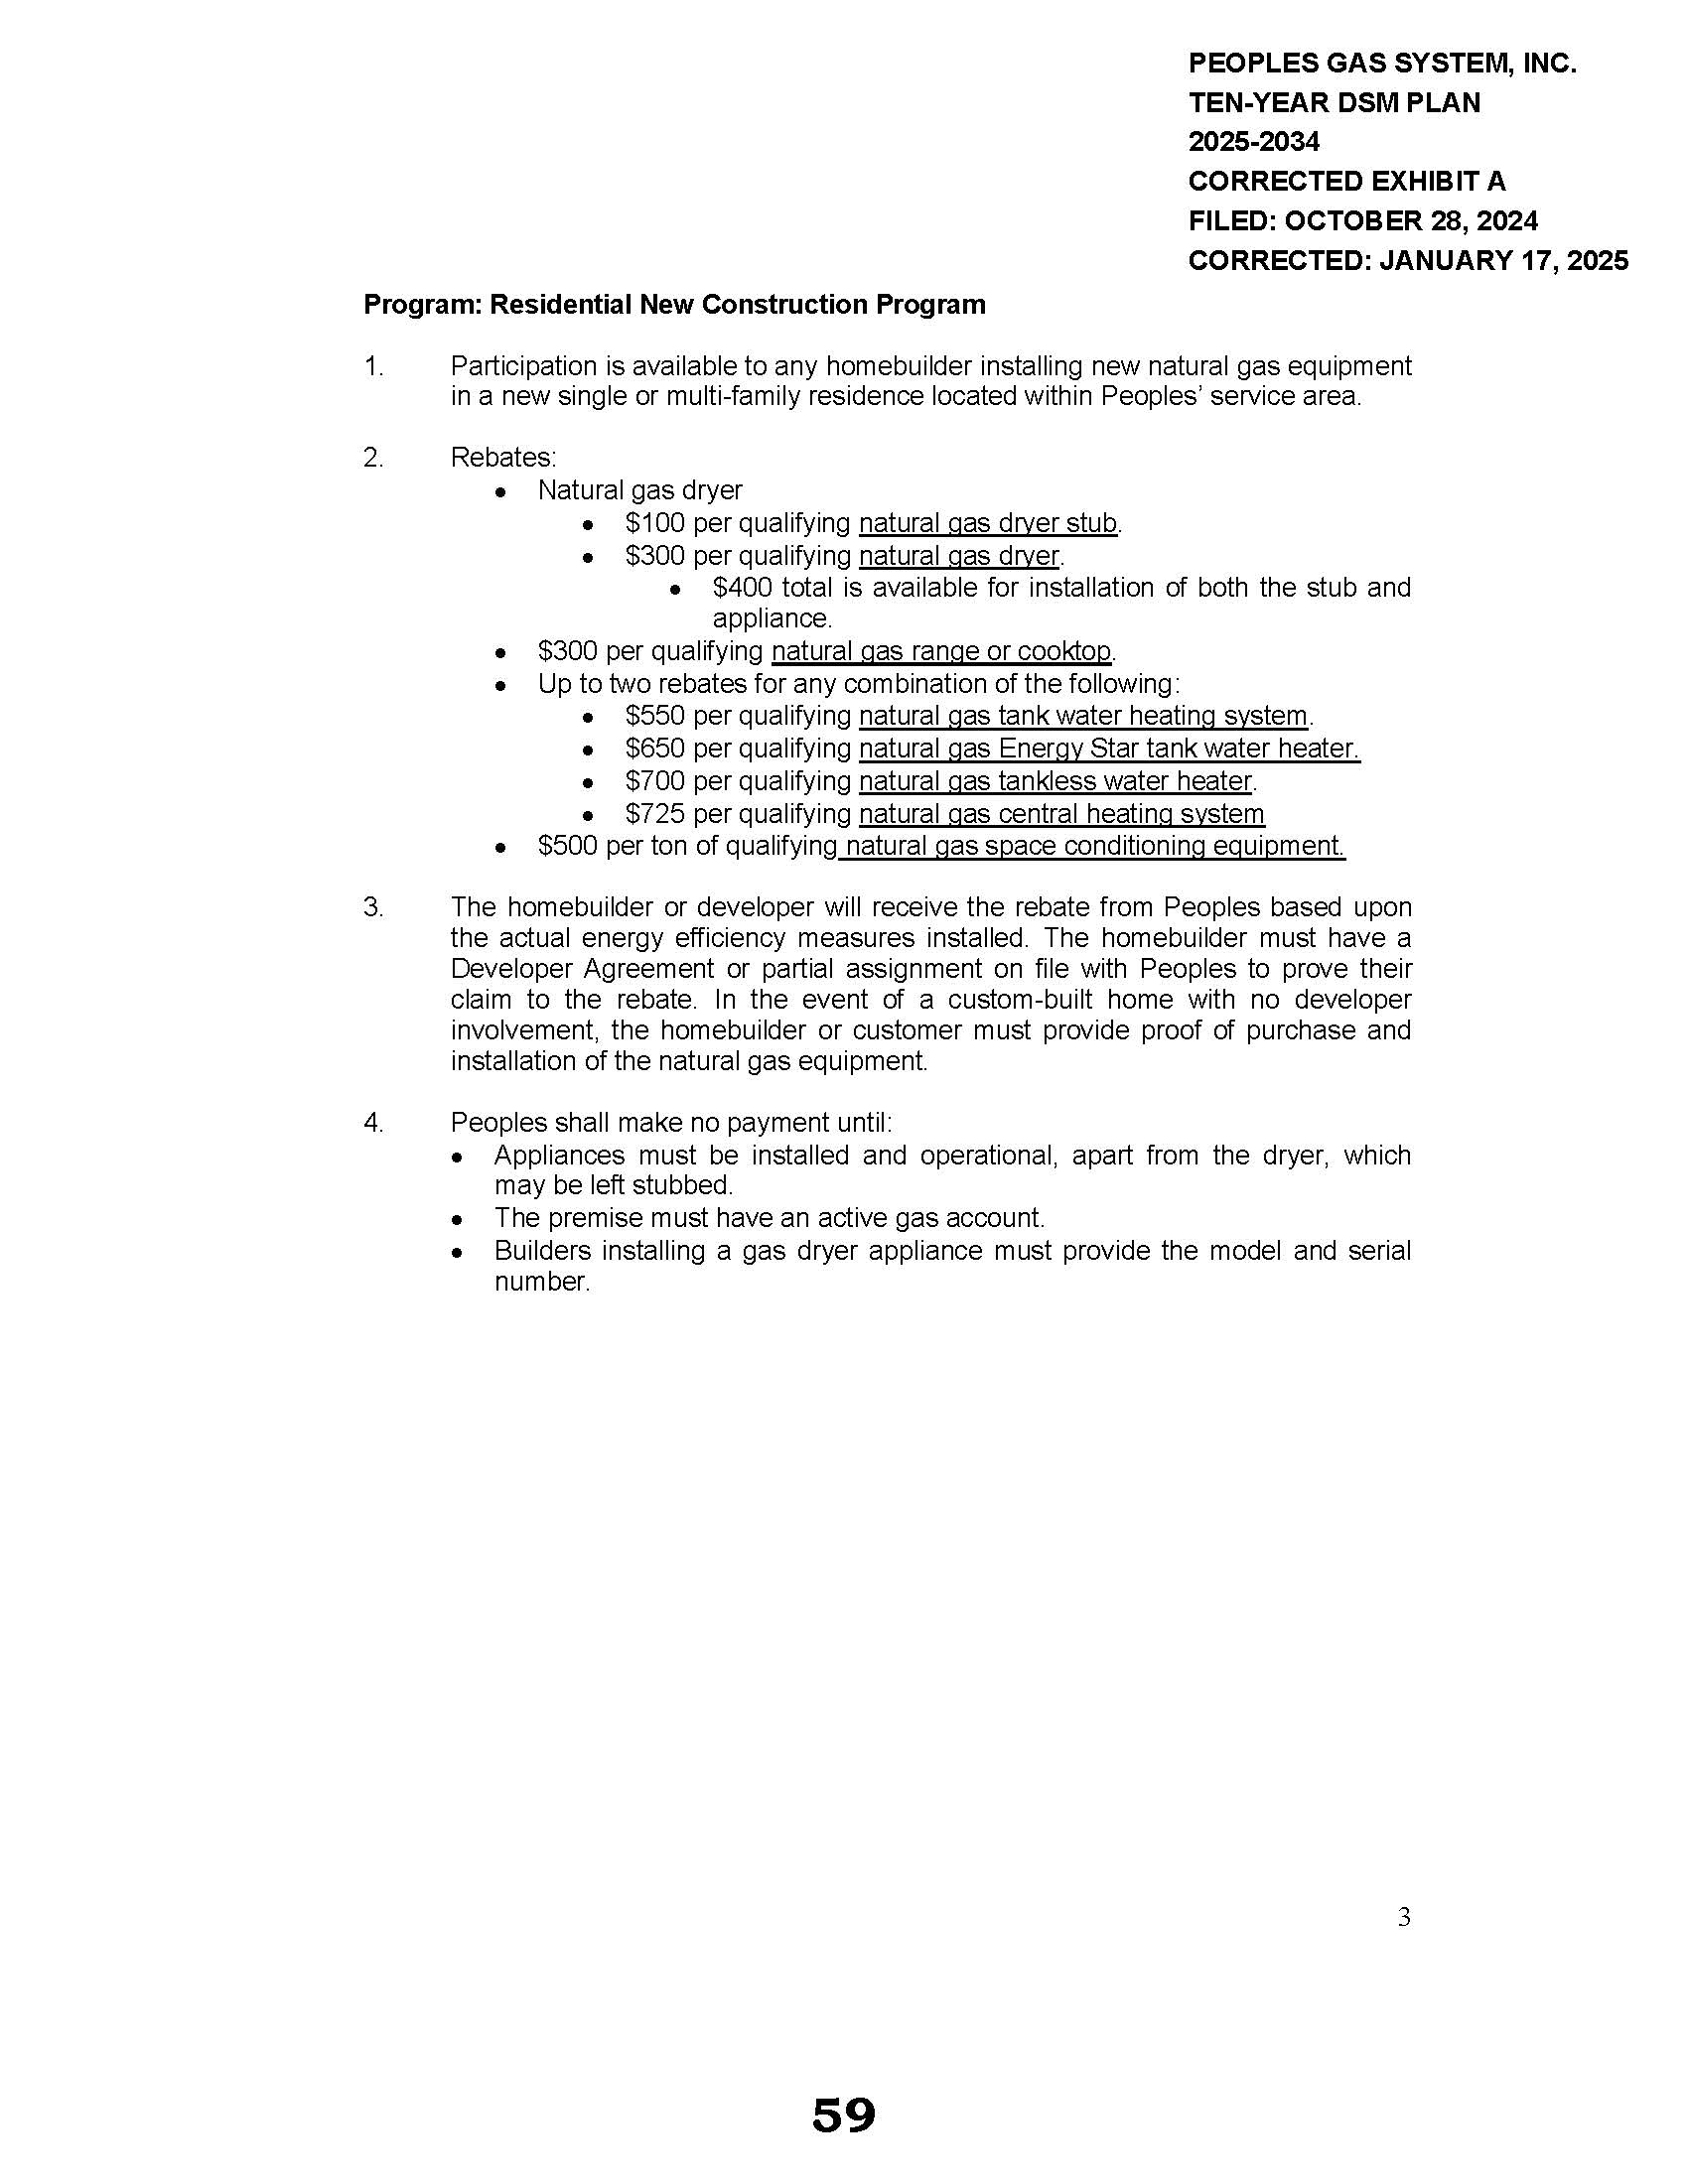 PEOPLES GAS SYSTEM, INC.
TEN-YEAR DSM PLAN
2025-2034
CORRECTED EXHIBIT A
FILED: OCTOBER 28, 2024
CORRECTED: JANUARY 17, 2025
Program: Residential New Construction Program
1. Participation is available to any homebuilder installing new natural gas equipment
in a new single or multi-family residence located within Peoples’ service area.
2. Rebates:
• Natural gas dryer
• $100 per qualifying natural gas dryer stub.
• $300 per qualifying natural gas dryer.
• $400 total is available for installation of both the stub and
appliance.
• $300 per qualifying natural gas range or cooktop.
• Up to two rebates for any combination of the following:
• $550 per qualifying natural gas tank water heating system.
• $650 per qualifying natural gas Energy Star tank water heater.
• $700 per qualifying natural gas tankless water heater.
• $725 per qualifying natural gas central heating system
• $500 per ton of qualifying natural gas space conditioning equipment.
3. The homebuilder or developer will receive the rebate from Peoples based upon
the actual energy efficiency measures installed. The homebuilder must have a
Developer Agreement or partial assignment on file with Peoples to prove their
claim to the rebate. In the event of a custom-built home with no developer
involvement, the homebuilder or customer must provide proof of purchase and
installation of the natural gas equipment.
4. Peoples shall make no payment until:
• Appliances must be installed and operational, apart from the dryer, which
may be left stubbed.
• The premise must have an active gas account.
• Builders installing a gas dryer appliance must provide the model and serial
number.
3
59